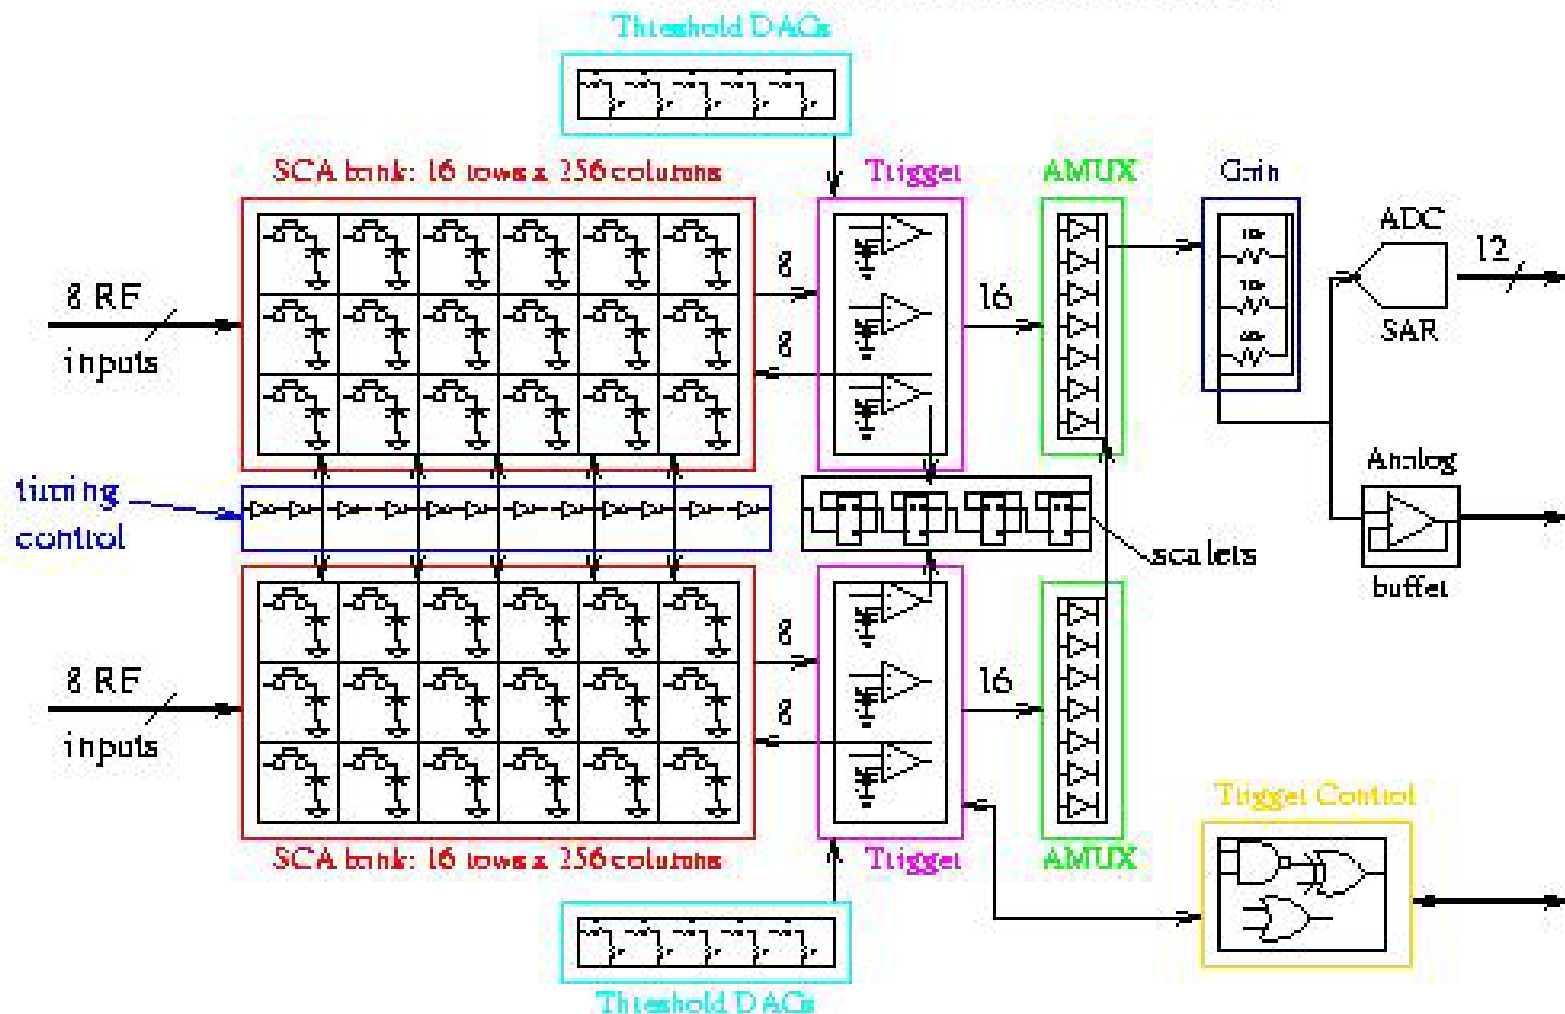 Threshold DACs
SCA bank: 16 rows x 256 columns
Trigger
AMUX
Gain
ADC
12
8 RF
inputs
8
8
16
SAR
timing
control
scalers
Analog
buffer
8 RF
inputs
8
8
16
Trigger Control
SCA bank: 16 rows x 256 columns
Trigger
AMUX
Threshold DACs